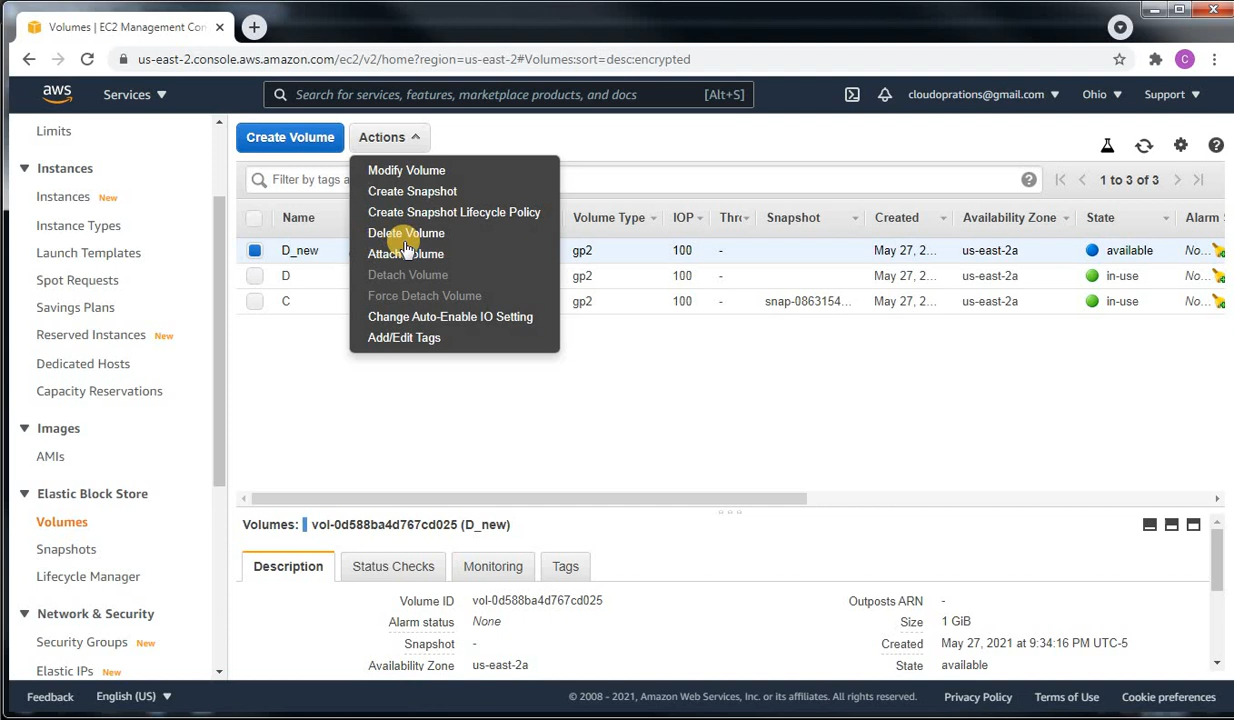 Volumes | EC2 Management Con
us-east-2.console.aws.amazon.com/ec2/v2/home?region=us-east-2#Volumes:sort=desc:encrypted
C
aws
Services
Search for services, features, marketplace products, and docs
[Alt+S]
cloudoprations@gmail.com
Ohio
Support
Limits
Instances
Instances New
Instance Types
Launch Templates
Spot Requests
Savings Plans
Reserved Instances New
Dedicated Hosts
Capacity Reservations
Images
AMIs
Elastic Block Store
Volumes
Snapshots
Lifecycle Manager
Network & Security
Security Groups New
Elastic IPs New
Create Volume
Actions
Modify Volume
Create Snapshot
Create Snapshot Lifecycle Policy
Delete Volume
Attach Volume
Detach Volume
Force Detach Volume
Change Auto-Enable IO Setting
Add/Edit Tags
Filter by tags a
1 to 3 of 3
Name Volume Type IOP Thr Snapshot Created Availability Zone State Alarm S
D_new gp2 100 - May 27, 2... us-east-2a available No...
D gp2 100 - May 27, 2... us-east-2a in-use No...
C gp2 100 - snap-0863154... May 27, 2... us-east-2a in-use No...
Volumes: vol-0d588ba4d767cd025 (D_new)
Description Status Checks Monitoring Tags
Volume ID vol-0d588ba4d767cd025
Alarm status None
Snapshot -
Availability Zone us-east-2a
Outposts ARN -
Size 1 GiB
Created May 27, 2021 at 9:34:16 PM UTC-5
State available
Feedback English (US) © 2008 - 2021, Amazon Web Services, Inc. or its affiliates. All rights reserved. Privacy Policy Terms of Use Cookie preferences